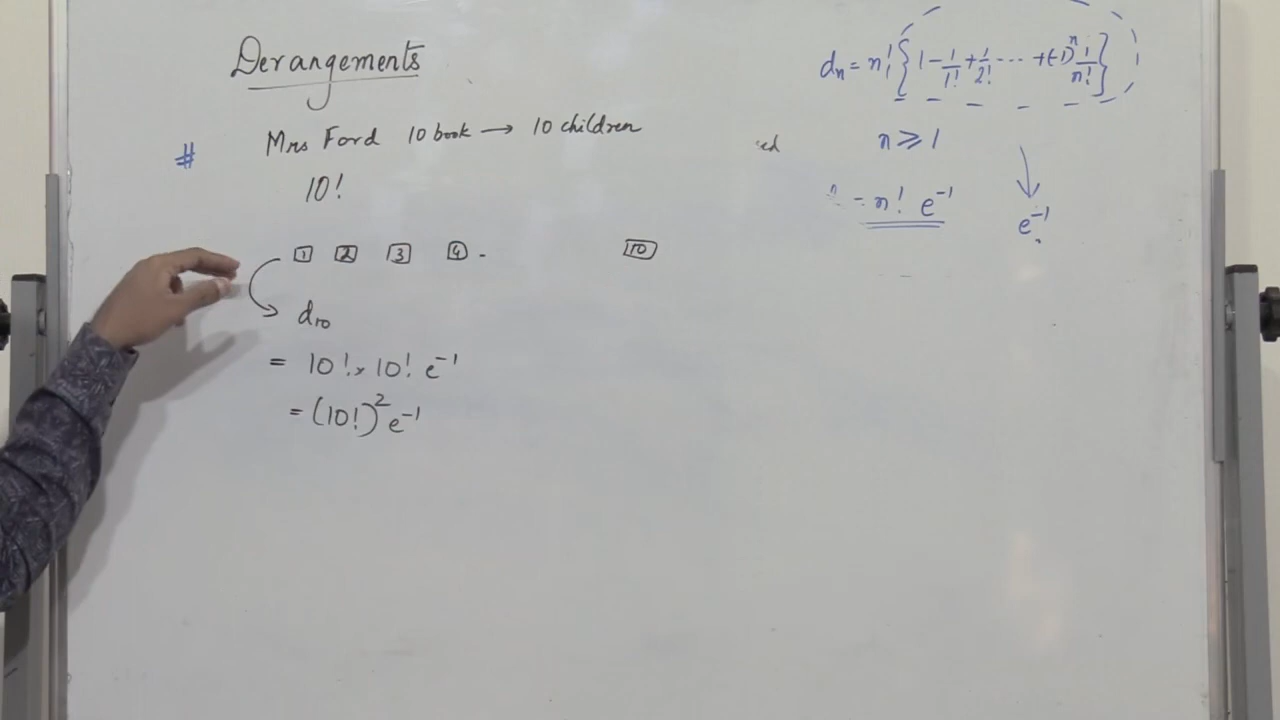 Derangements
# Mrs Ford 10 book → 10 children
10!
1 2 3 4 . 10
d₁₀
= 10! × 10! e⁻¹
= (10!)² e⁻¹
dₙ = n! {1 - 1/1! + 1/2! ... + (-1)ⁿ 1/n!}
n ≥ 1
= n! e⁻¹
e⁻¹